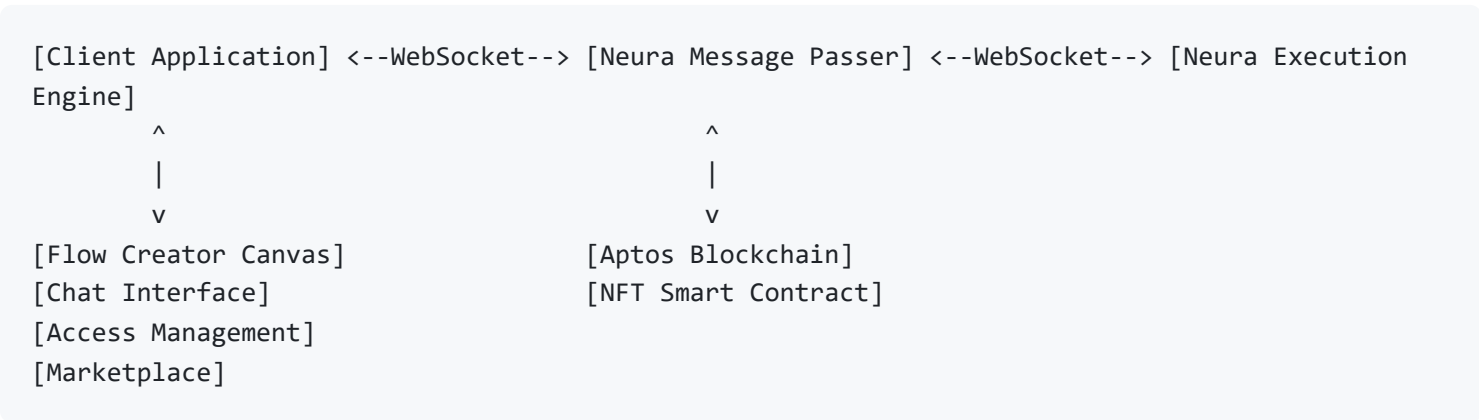 [Client Application] <--WebSocket--> [Neura Message Passer] <--WebSocket--> [Neura Execution
Engine]
        ^                                   ^
        |                                   |
        v                                   v
[Flow Creator Canvas]               [Aptos Blockchain]
[Chat Interface]                    [NFT Smart Contract]
[Access Management]
[Marketplace]